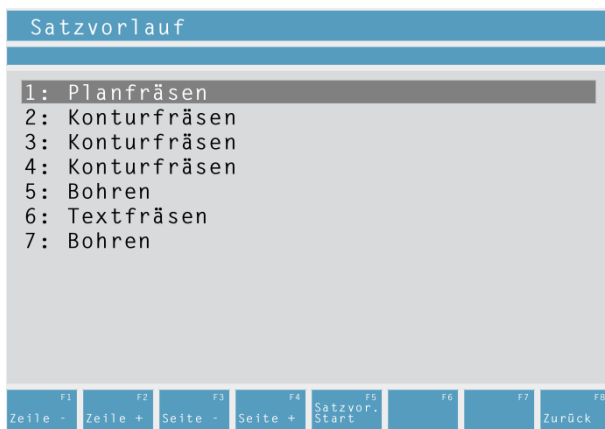 Satzvorlauf
1: Planfräsen
2: Konturfräsen
3: Konturfräsen
4: Konturfräsen
5: Bohren
6: Textfräsen
7: Bohren
F1 F2 F3 F4 F5 F6 F7 F8
Zeile - Zeile + Seite - Seite + Satzvor. Start Zurück